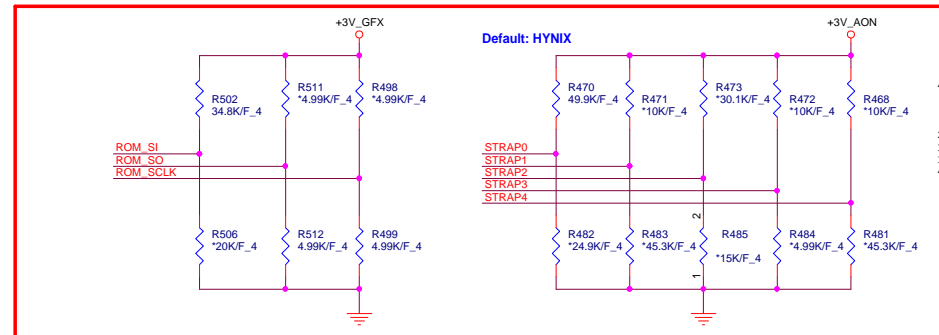 +3V_GFX
+3V_AON
Default: HYNIX
R502
34.8K/F_4
R511
*4.99K/F_4
R498
*4.99K/F_4
R470
49.9K/F_4
R471
*10K/F_4
R473
*30.1K/F_4
R472
*10K/F_4
R468
*10K/F_4
ROM_SI
ROM_SO
ROM_SCLK
STRAP0
STRAP1
STRAP2
STRAP3
STRAP4
R506
*20K/F_4
R512
4.99K/F_4
R499
4.99K/F_4
R482
*24.9K/F_4
R483
*45.3K/F_4
2
R485
*15K/F_4
1
R484
*4.99K/F_4
R481
*45.3K/F_4